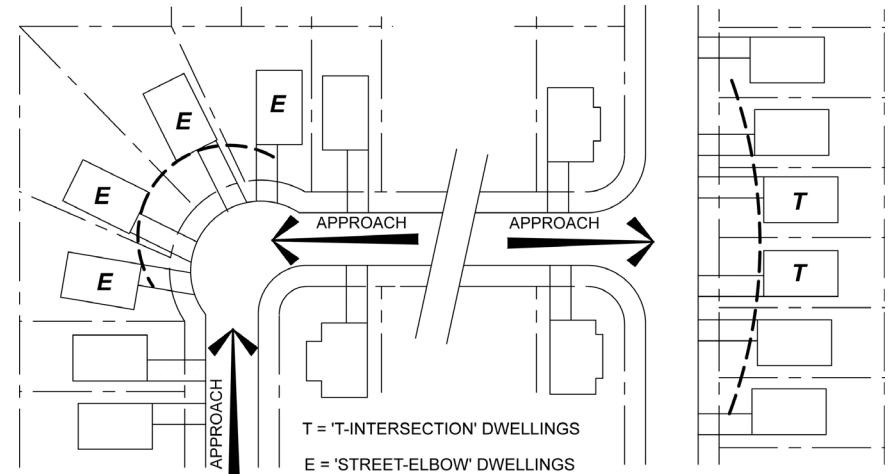 E
E
E
E
T
T
APPROACH
APPROACH
APPROACH
T = 'T-INTERSECTION' DWELLINGS
E = 'STREET-ELBOW' DWELLINGS